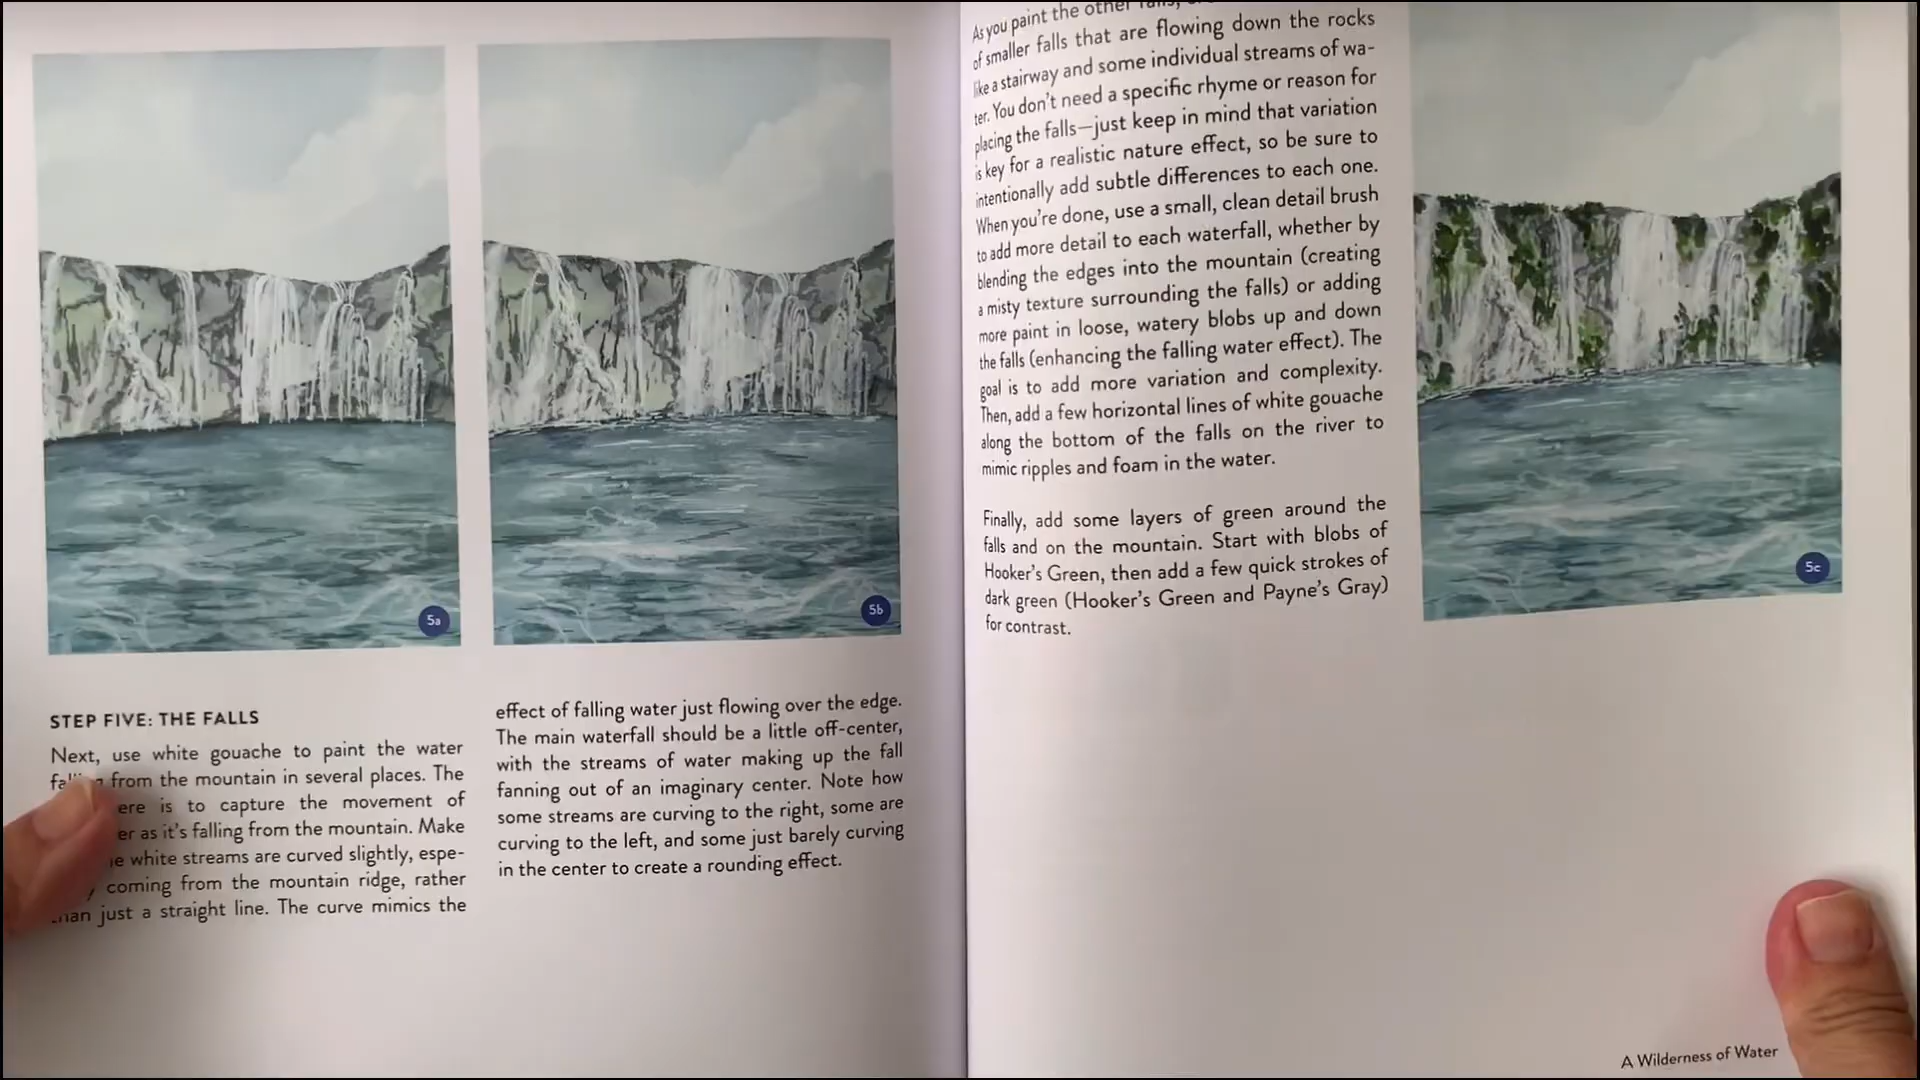 5a
5b
STEP FIVE: THE FALLS
Next, use white gouache to paint the water
from the mountain in several places. The
is to capture the movement of
as it's falling from the mountain. Make
white streams are curved slightly, espe-
coming from the mountain ridge, rather
just a straight line. The curve mimics the
effect of falling water just flowing over the edge.
The main waterfall should be a little off-center,
with the streams of water making up the fall
fanning out of an imaginary center. Note how
some streams are curving to the right, some are
curving to the left, and some just barely curving
in the center to create a rounding effect.
As you paint the other
of smaller falls that are flowing down the rocks
like a stairway and some individual streams of wa-
ter. You don't need a specific rhyme or reason for
placing the falls—just keep in mind that variation
is key for a realistic nature effect, so be sure to
intentionally add subtle differences to each one.
When you're done, use a small, clean detail brush
to add more detail to each waterfall, whether by
blending the edges into the mountain (creating
a misty texture surrounding the falls) or adding
more paint in loose, watery blobs up and down
the falls (enhancing the falling water effect). The
goal is to add more variation and complexity.
Then, add a few horizontal lines of white gouache
along the bottom of the falls on the river to
mimic ripples and foam in the water.
Finally, add some layers of green around the
falls and on the mountain. Start with blobs of
Hooker's Green, then add a few quick strokes of
dark green (Hooker's Green and Payne's Gray)
for contrast.
5c
A Wilderness of Water